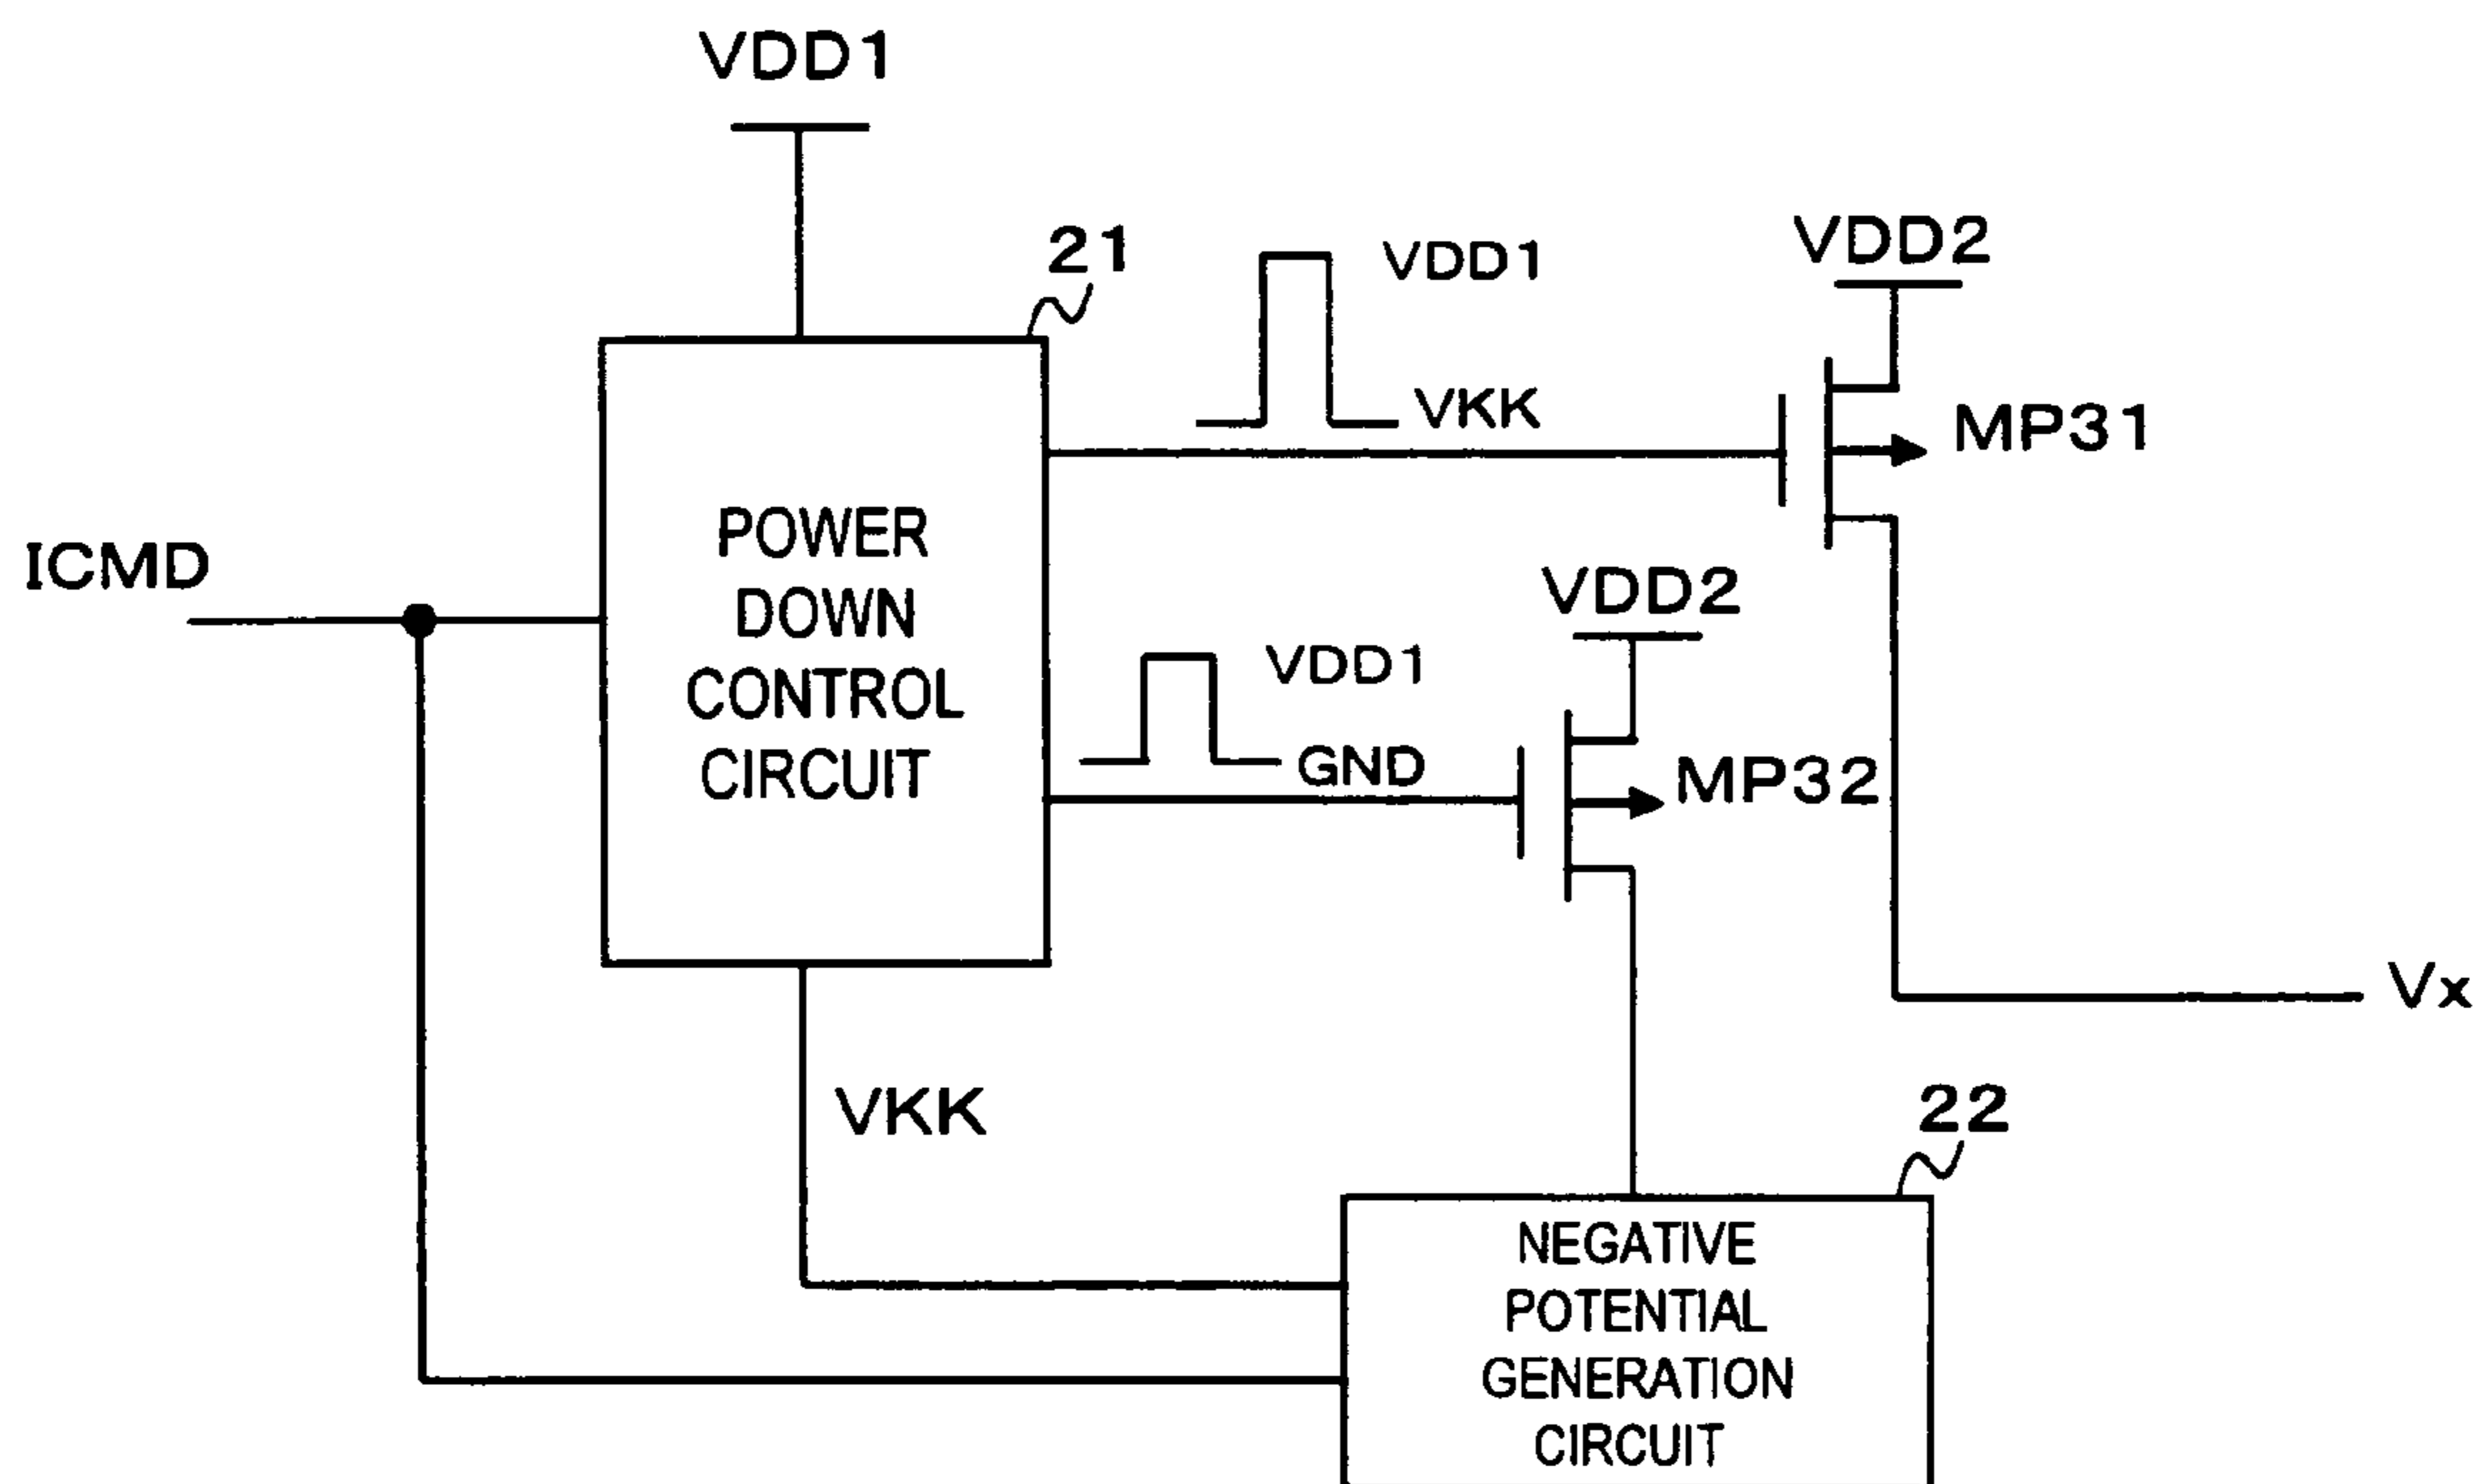 VDD1
21
VDD1
VDD2
VKK
MP31
POWER
DOWN
CONTROL
CIRCUIT
ICMD
VDD2
VDD1
GND
MP32
Vx
VKK
22
NEGATIVE
POTENTIAL
GENERATION
CIRCUIT